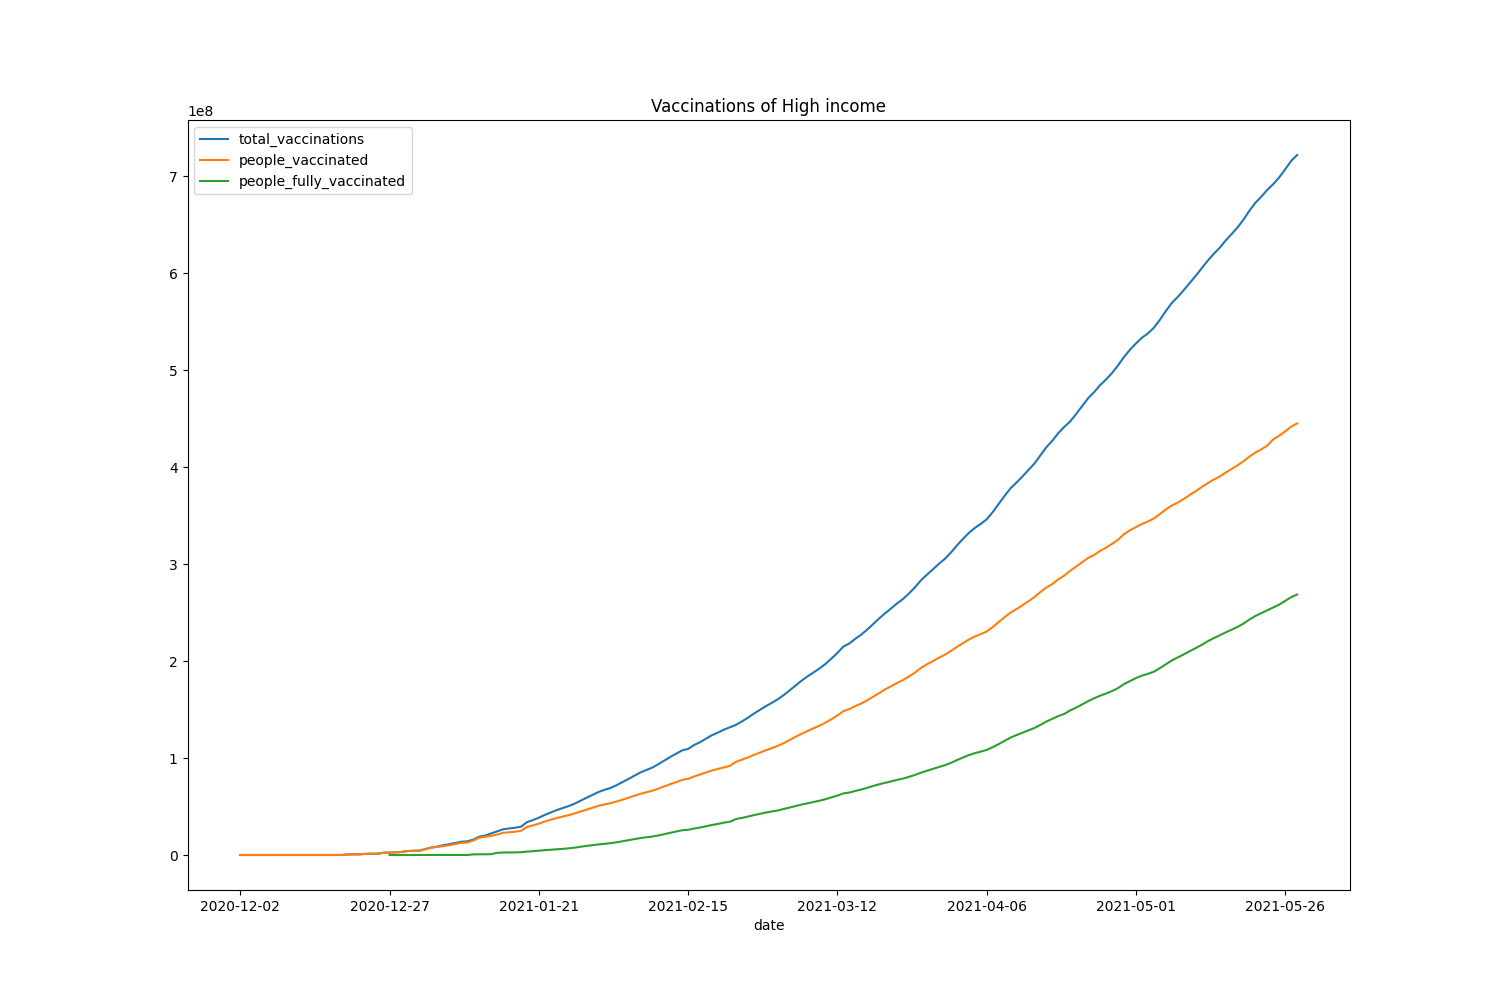 Vaccinations of High income
1e8
total_vaccinations
people_vaccinated
people_fully_vaccinated
7
6
5
4
3
2
1
0
2020-12-02 2020-12-27 2021-01-21 2021-02-15 2021-03-12 2021-04-06 2021-05-01 2021-05-26
date